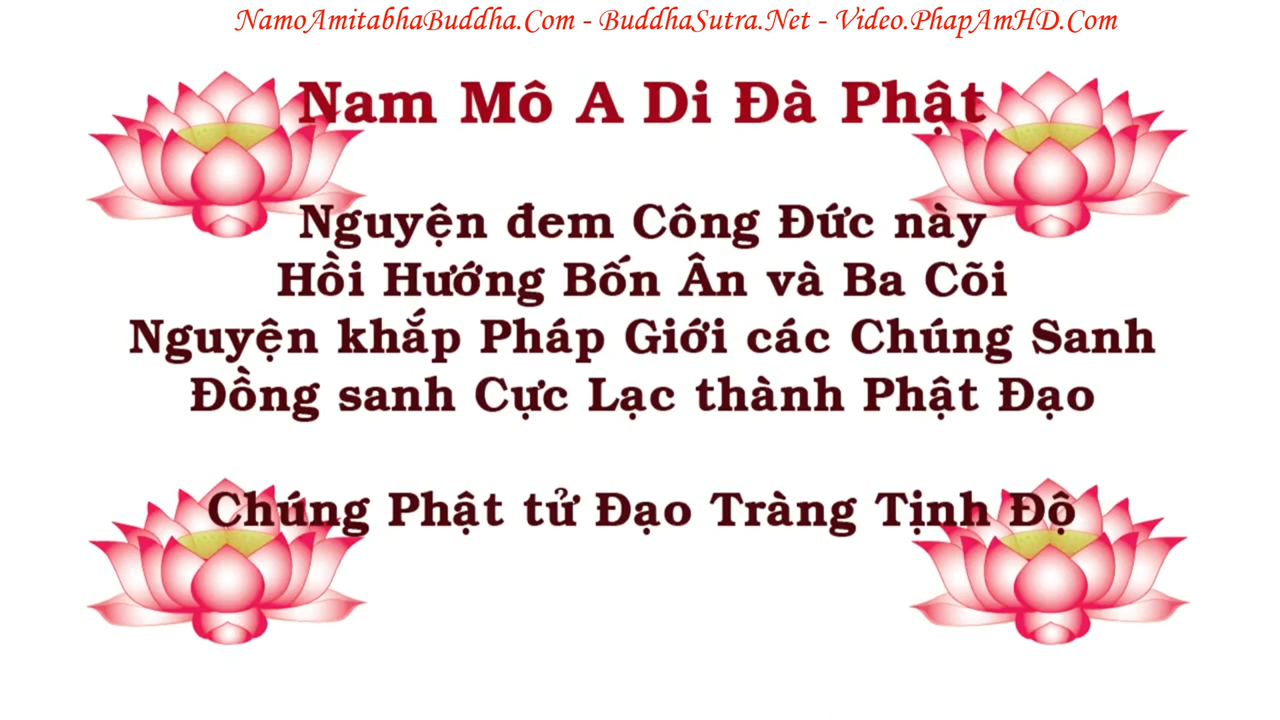 NamoAmitabhaBuddha.Com - BuddhaSutra.Net - Video.PhapAmHD.Com
Nam Mô A Di Đà Phật
Nguyện đem Công Đức này
Hồi Hướng Bốn Ân và Ba Cõi
Nguyện khắp Pháp Giới các Chúng Sanh
Đồng sanh Cực Lạc thành Phật Đạo
Chúng Phật tử Đạo Tràng Tịnh Độ